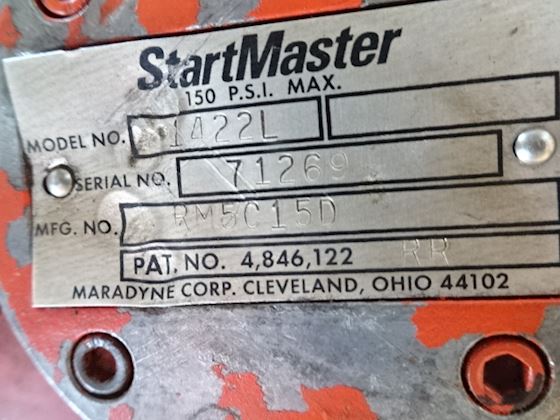 StartMaster
150 P.S.I. MAX.
MODEL NO. 1422L
SERIAL NO. 71269
MFG. NO. RM5C15D
PAT. NO. 4,846,122 RR
MARADYNE CORP. CLEVELAND, OHIO 44102